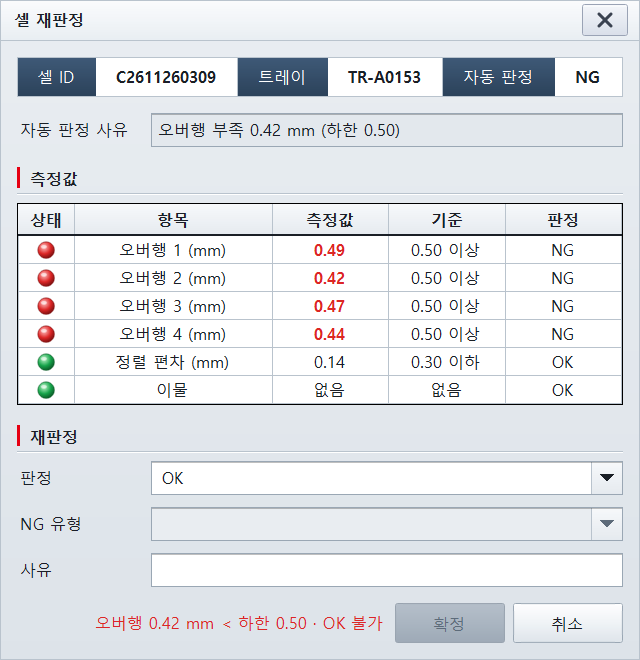 셀 재판정
셀 ID C2611260309 트레이 TR-A0153 자동 판정 NG
자동 판정 사유 오버행 부족 0.42 mm (하한 0.50)
측정값
상태 항목 측정값 기준 판정
오버행 1 (mm) 0.49 0.50 이상 NG
오버행 2 (mm) 0.42 0.50 이상 NG
오버행 3 (mm) 0.47 0.50 이상 NG
오버행 4 (mm) 0.44 0.50 이상 NG
정렬 편차 (mm) 0.14 0.30 이하 OK
이물 없음 없음 OK
재판정
판정 OK
NG 유형
사유
오버행 0.42 mm < 하한 0.50 · OK 불가 확정 취소